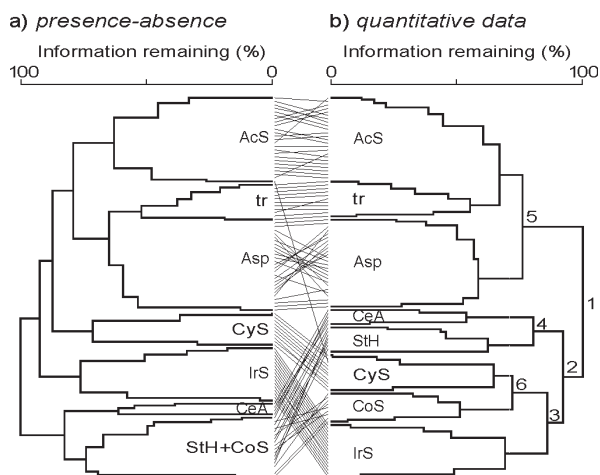 a) presence-absence
b) quantitative data
Information remaining (%)
Information remaining (%)
100
0
0
100
AcS
tr
Asp
CyS
IrS
CeA
StH+CoS
AcS
tr
Asp
CeA
StH
CyS
CoS
IrS
5
1
4
2
6
3